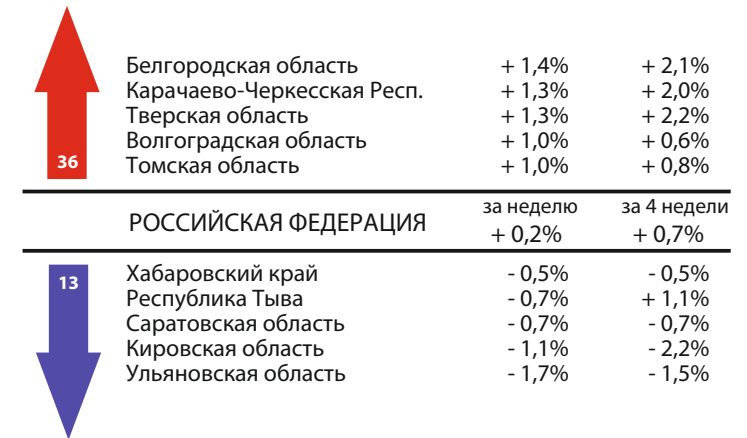 Белгородская область + 1,4% + 2,1%
Карачаево-Черкесская Респ. + 1,3% + 2,0%
Тверская область + 1,3% + 2,2%
Волгоградская область + 1,0% + 0,6%
36 Томская область + 1,0% + 0,8%
за неделю за 4 недели
РОССИЙСКАЯ ФЕДЕРАЦИЯ + 0,2% + 0,7%
13 Хабаровский край - 0,5% - 0,5%
Республика Тыва - 0,7% + 1,1%
Саратовская область - 0,7% - 0,7%
Кировская область - 1,1% - 2,2%
Ульяновская область - 1,7% - 1,5%